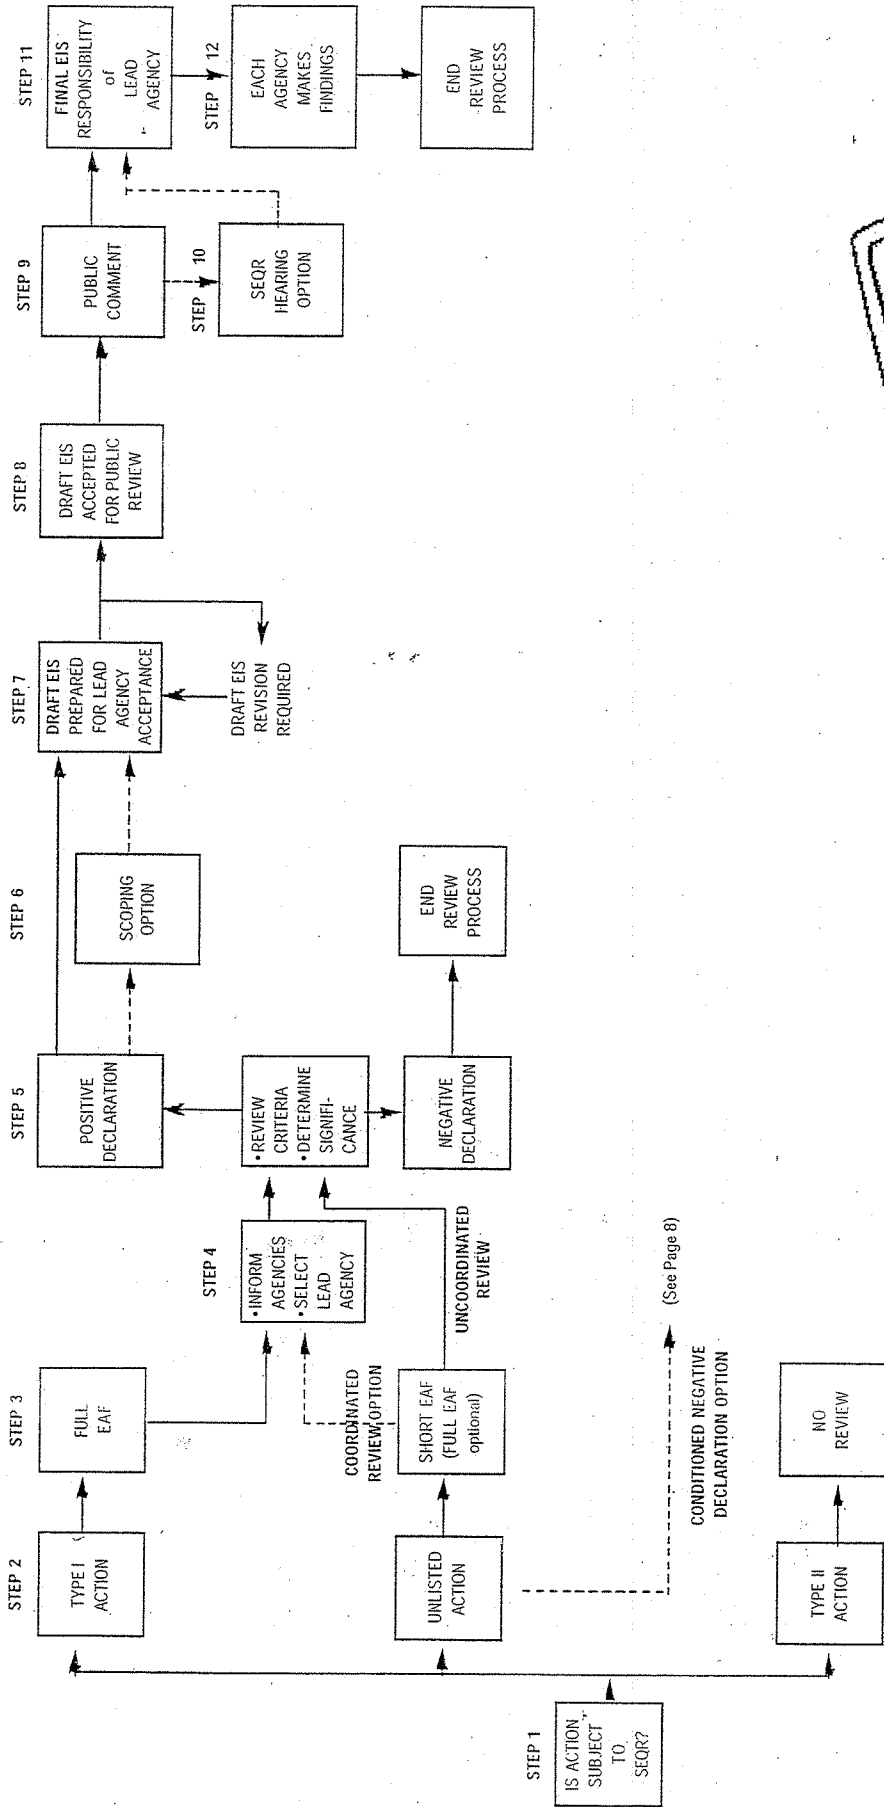 STEP 1
IS ACTION
SUBJECT
TO
SEQR?
STEP 2
TYPE I
ACTION
UNLISTED
ACTION
TYPE II
ACTION
STEP 3
FULL
EAF
COORDINATED
REVIEW OPTION
SHORT EAF
(FULL EAF
optional)
NO
REVIEW
CONDITIONED NEGATIVE
DECLARATION OPTION
(See Page 8)
STEP 4
• INFORM
AGENCIES
• SELECT
LEAD
AGENCY
UNCOORDINATED
REVIEW
STEP 5
POSITIVE
DECLARATION
• REVIEW
CRITERIA
• DETERMINE
SIGNIFI-
CANCE
NEGATIVE
DECLARATION
STEP 6
SCOPING
OPTION
END
REVIEW
PROCESS
STEP 7
DRAFT EIS
PREPARED
FOR LEAD
AGENCY
ACCEPTANCE
DRAFT EIS
REVISION
REQUIRED
STEP 8
DRAFT EIS
ACCEPTED
FOR PUBLIC
REVIEW
STEP 9
PUBLIC
COMMENT
STEP 10
SEQR
HEARING
OPTION
STEP 11
FINAL EIS
RESPONSIBILITY
of
LEAD
AGENCY
STEP 12
EACH
AGENCY
MAKES
FINDINGS
END
REVIEW
PROCESS